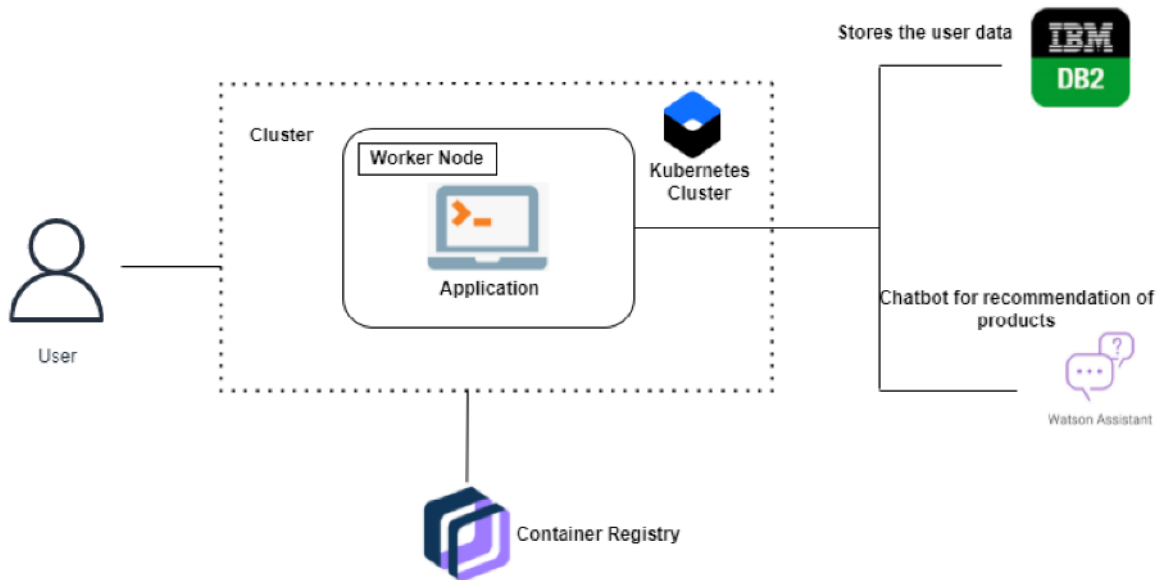 Stores the user data
IBM
DB2
Cluster
Worker Node
Kubernetes
Cluster
Application
User
Chatbot for recommendation of
products
?
Watson Assistant
Container Registry